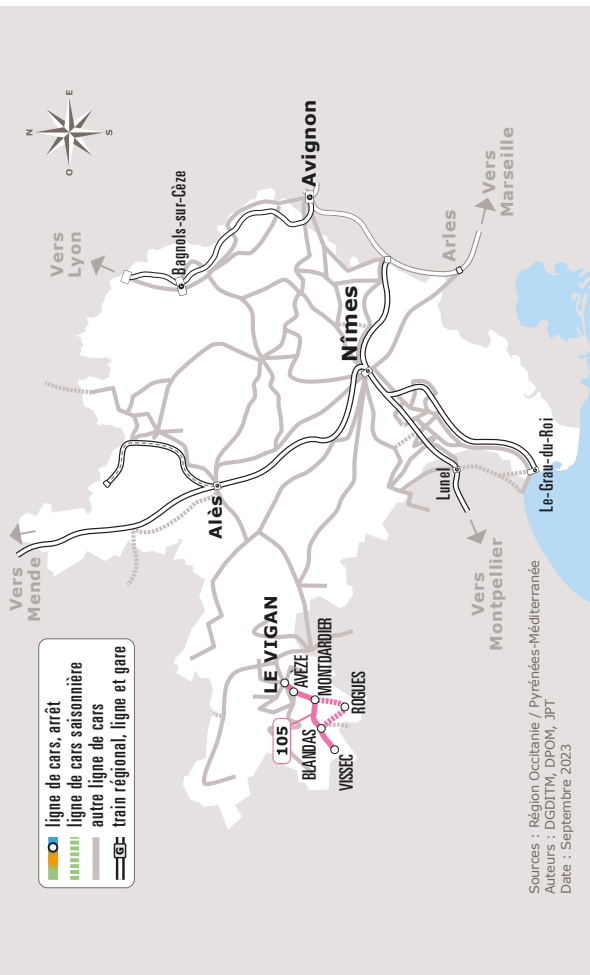 N
E
S
O
Vers
Lyon
Bagnols-sur-Cèze
Avignon
Vers
Marseille
Arles
Nîmes
Vers
Mende
Alès
Lunel
Le-Grau-du-Roi
Vers
Montpellier
LE VIGAN
AVÈZE
MONTDARDIER
ROGUES
105
BLANDAS
VISSEC
ligne de cars, arrêt
ligne de cars saisonnière
autre ligne de cars
G
train régional, ligne et gare
Sources : Région Occitanie / Pyrénées-Méditerranée
Auteurs : DGDITM, DPOM, JPT
Date : Septembre 2023